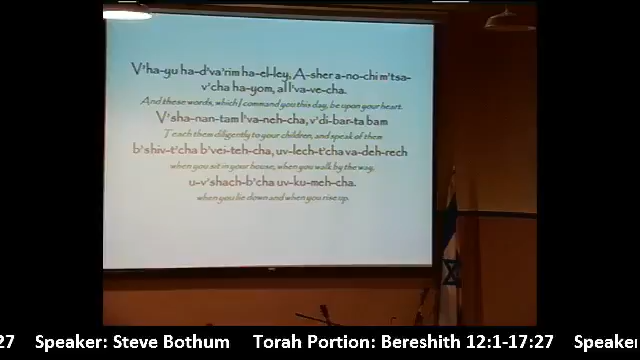 V'ha-yu ha-d'va'rim ha-el-ley, A-sher a-no-chi m'tsa-
v'cha ha-yom, al l'va-ve-cha.
And these words, which I command you this day, be upon your heart.
V'sha-nan-tam l'va-neh-cha, v'di-bar-ta bam
Teach them diligently to your children, and speak of them
b'shiv-t'cha b'vei-teh-cha, uv-lech-t'cha va-deh-rech
when you sit in your house, when you walk by the way,
u-v'shach-b'cha uv-ku-meh-cha.
when you lie down and when you rise up.
27 Speaker: Steve Bothum Torah Portion: Bereshith 12:1-17:27 Speaker